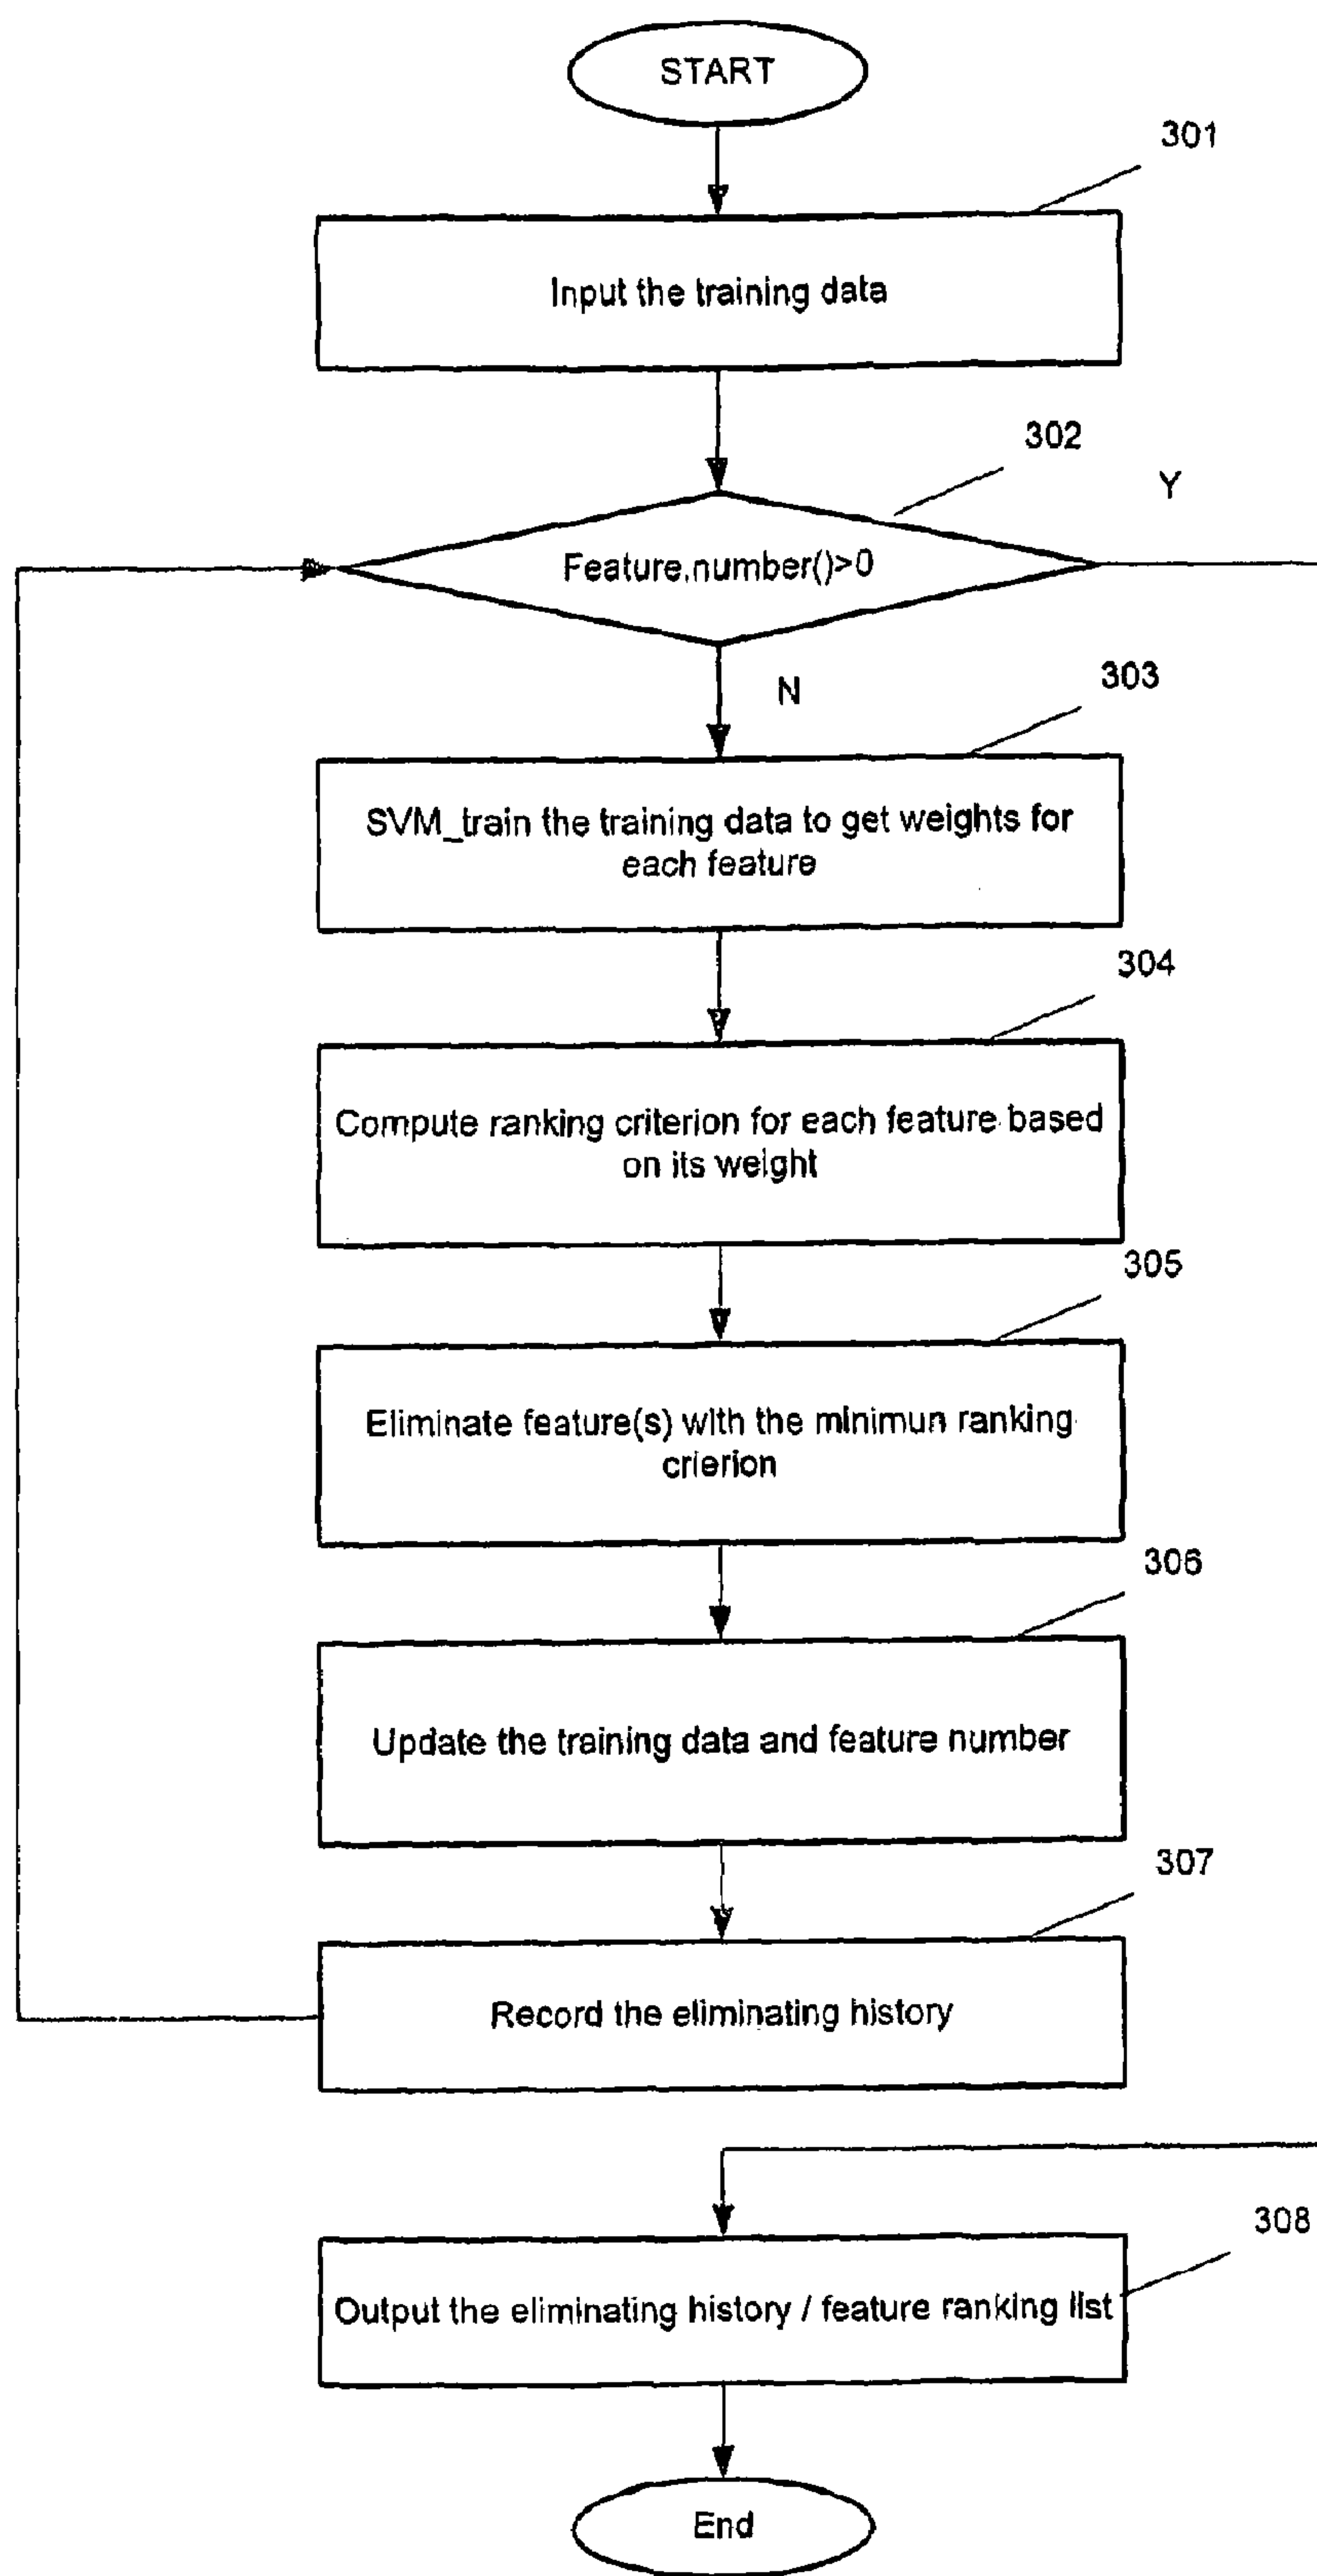 START
301
Input the training data
302
Y
Feature.number()>0
N
303
SVM_train the training data to get weights for
each feature
304
Compute ranking criterion for each feature based
on its weight
305
Eliminate feature(s) with the minimun ranking
crierion
306
Update the training data and feature number
307
Record the eliminating history
308
Output the eliminating history / feature ranking list
End